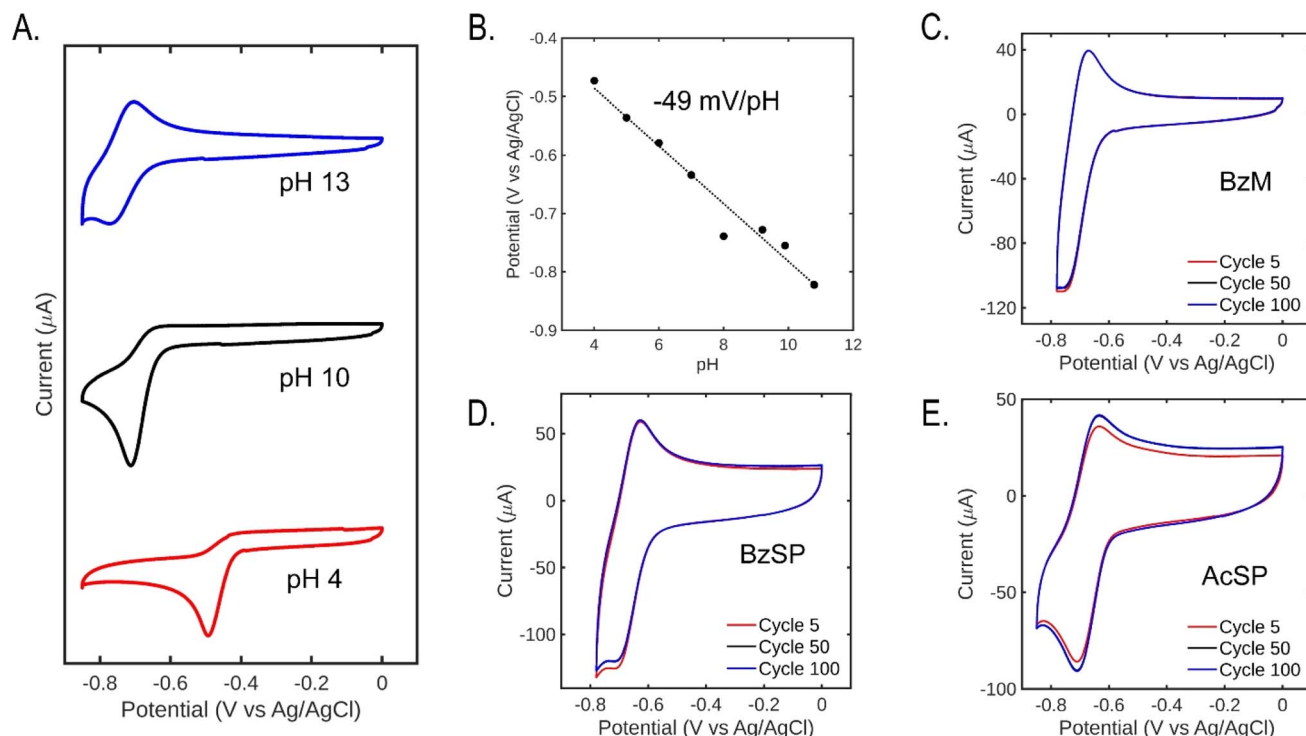 A.
pH 13
pH 10
pH 4
Current (μA)
-0.8 -0.6 -0.4 -0.2 0
Potential (V vs Ag/AgCl)
B.
-0.4
-0.5
-0.6
-0.7
-0.8
-0.9
-49 mV/pH
Potential (V vs Ag/AgCl)
4 6 8 10 12
pH
C.
40
0
-40
-80
-120
Current (μA)
BzM
Cycle 5
Cycle 50
Cycle 100
-0.8 -0.6 -0.4 -0.2 0
Potential (V vs Ag/AgCl)
D.
50
0
-50
-100
Current (μA)
BzSP
Cycle 5
Cycle 50
Cycle 100
-0.8 -0.6 -0.4 -0.2 0
Potential (V vs Ag/AgCl)
E.
50
0
-50
-100
Current (μA)
AcSP
Cycle 5
Cycle 50
Cycle 100
-0.8 -0.6 -0.4 -0.2 0
Potential (V vs Ag/AgCl)